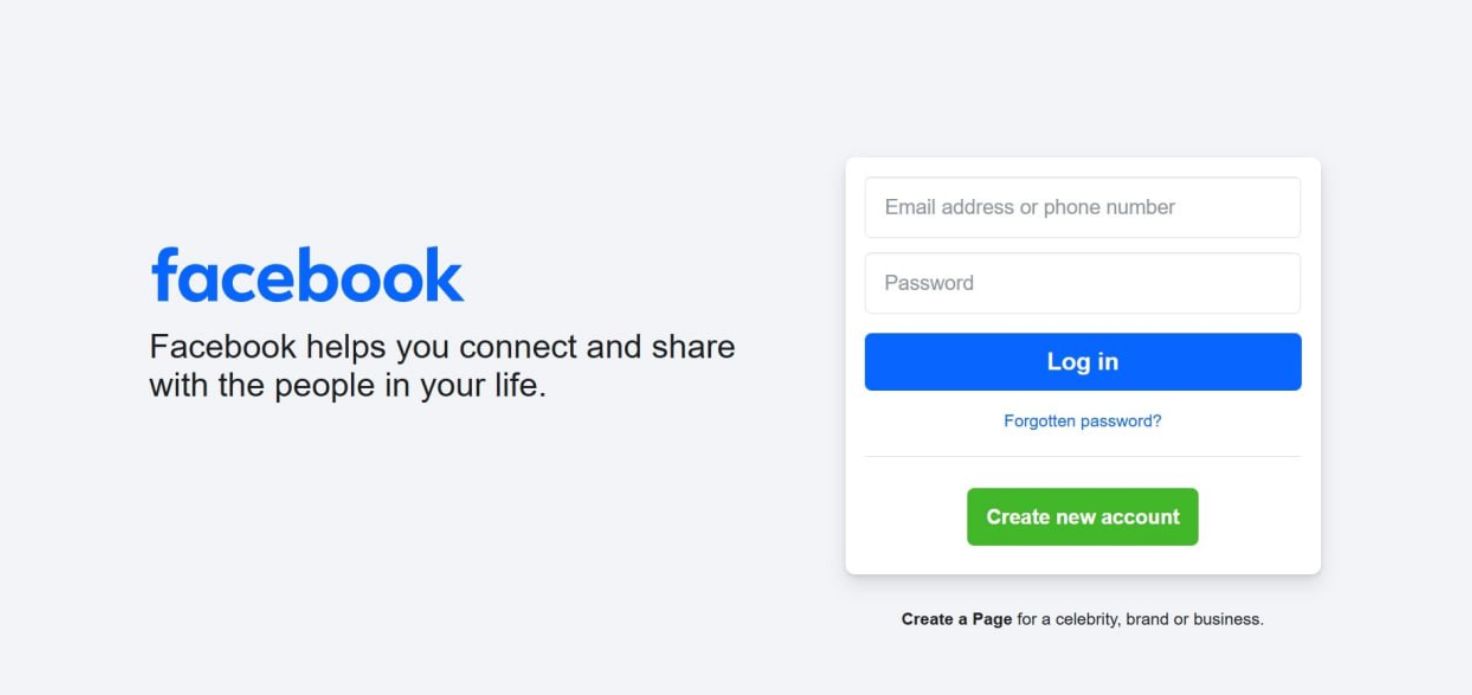 facebook
Facebook helps you connect and share
with the people in your life.
Email address or phone number
Password
Log in
Forgotten password?
Create new account
Create a Page for a celebrity, brand or business.